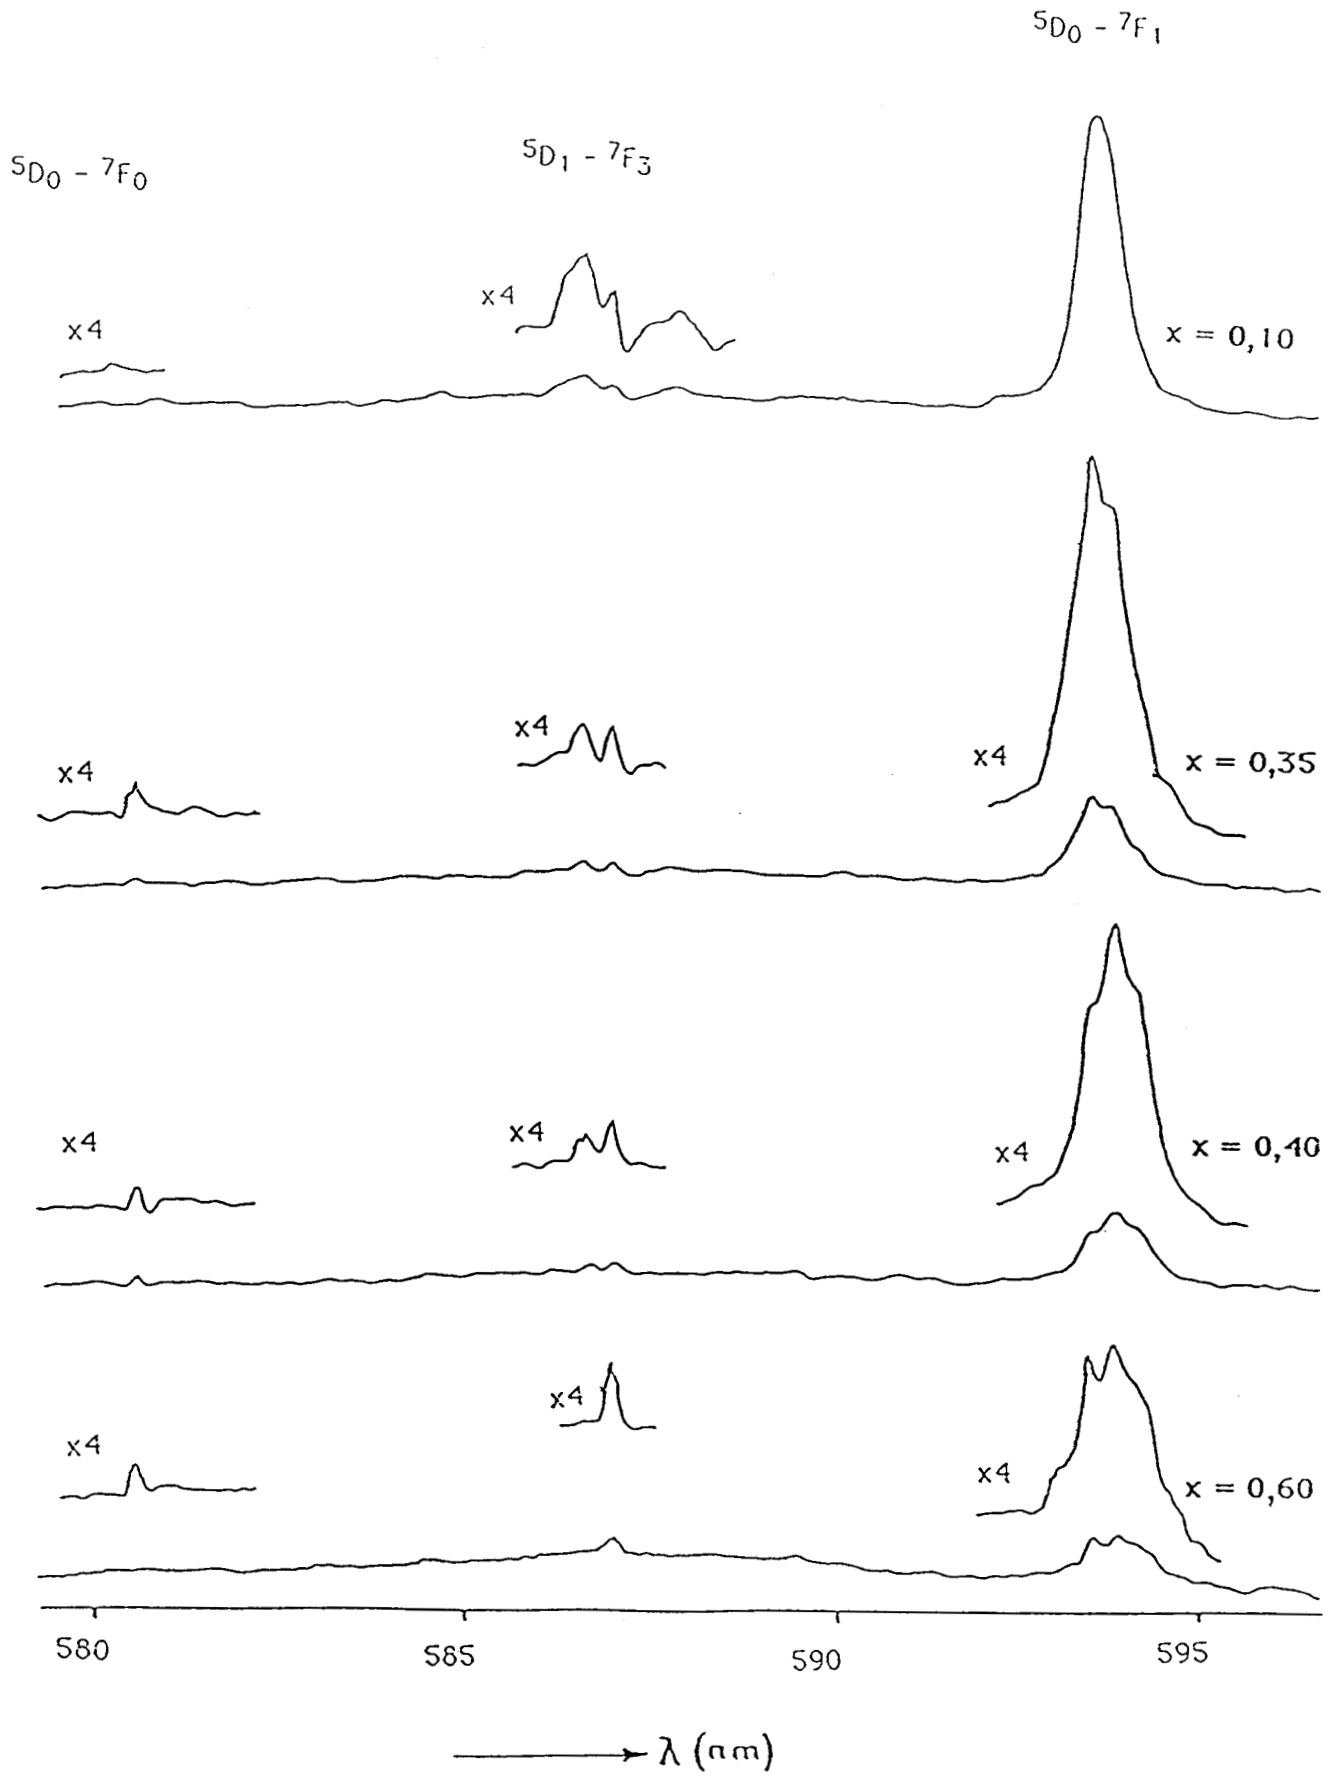 ⁵D₀ - ⁷F₁
⁵D₀ - ⁷F₀
⁵D₁ - ⁷F₃
x4
x4
x = 0,10
x4
x4
x4
x = 0,35
x4
x4
x4
x = 0,40
x4
x4
x4
x = 0,60
580 585 590 595
λ (nm)